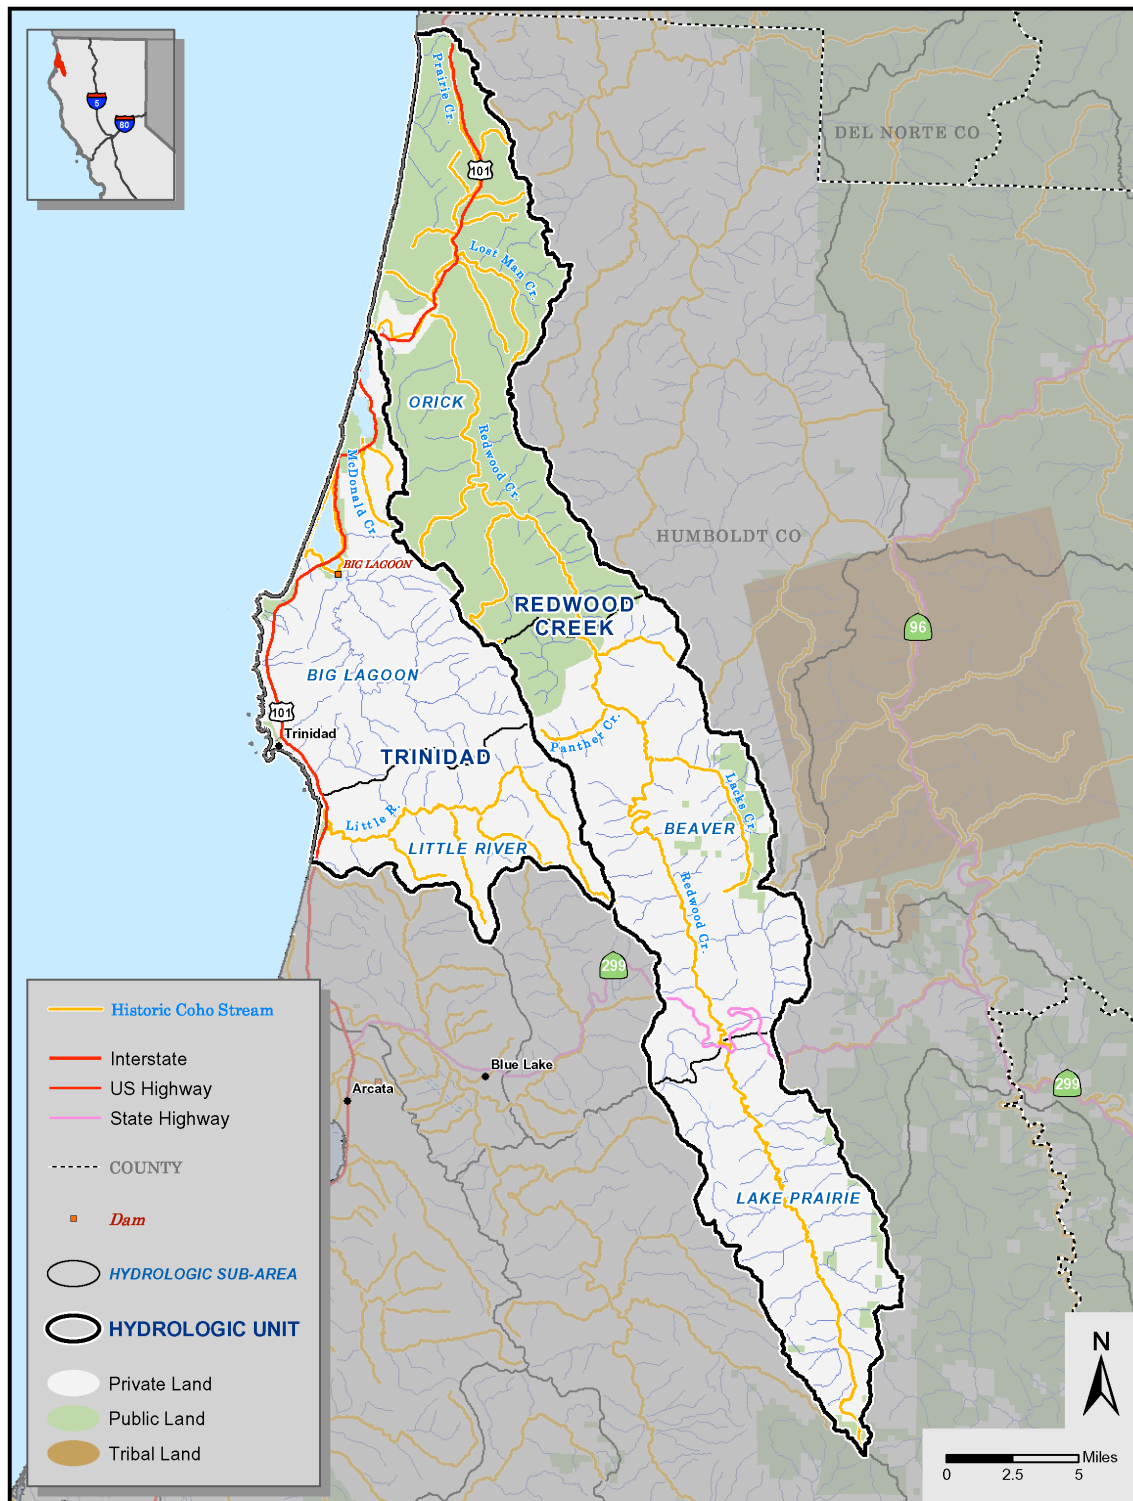 5
80
Prairie Cr.
101
DEL NORTE CO
Lost Man Cr.
ORICK
Redwood Cr.
McDonald Cr.
HUMBOLDT CO
BIG LAGOON
REDWOOD
CREEK
96
BIG LAGOON
101
Trinidad
Panther Cr.
TRINIDAD
Lacks Cr.
Little R.
BEAVER
LITTLE RIVER
Redwood Cr.
299
Blue Lake
Arcata
299
LAKE PRAIRIE
Historic Coho Stream
Interstate
US Highway
State Highway
COUNTY
Dam
HYDROLOGIC SUB-AREA
HYDROLOGIC UNIT
Private Land
Public Land
Tribal Land
N
Miles
0 2.5 5